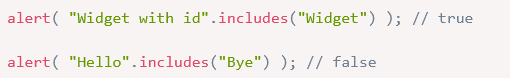 alert( "Widget with id".includes("Widget") ); // true
alert( "Hello".includes("Bye") ); // false